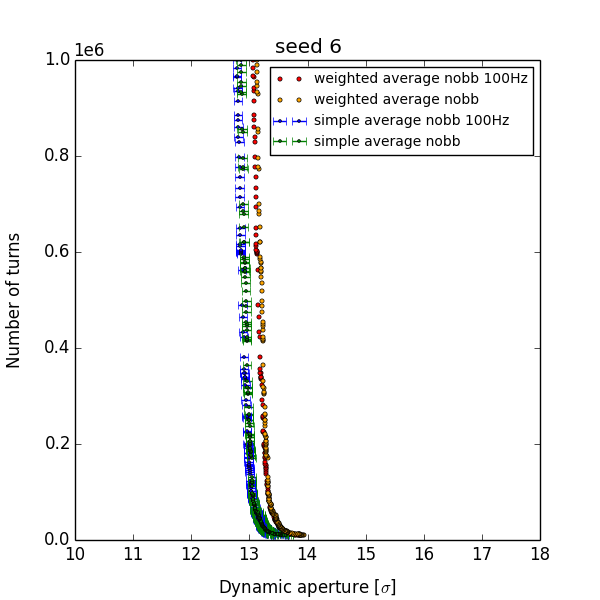 seed 6
1e6
weighted average nobb 100Hz
weighted average nobb
simple average nobb 100Hz
simple average nobb
1.0
0.8
0.6
0.4
0.2
0.0
Number of turns
10 11 12 13 14 15 16 17 18
Dynamic aperture [σ]